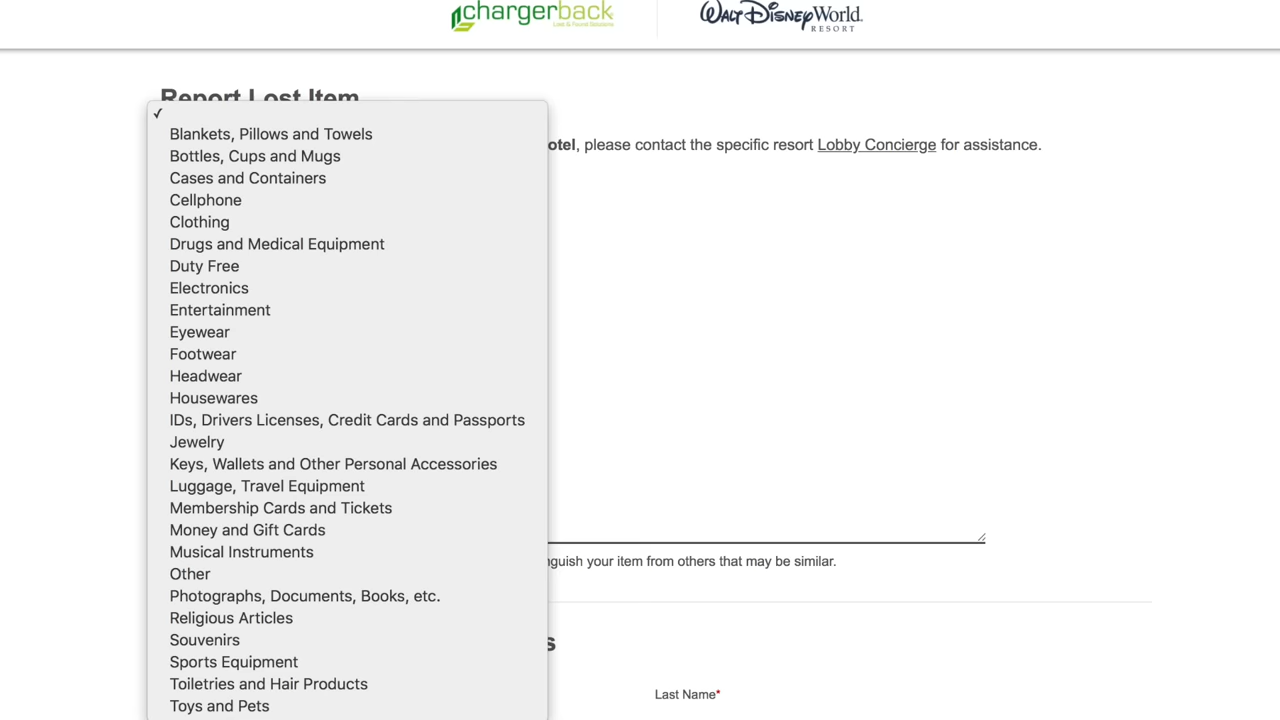 chargerback
Lost & Found Solutions
Walt Disney World
RESORT
Report Lost Item
✓
Blankets, Pillows and Towels
otel, please contact the specific resort Lobby Concierge for assistance.
Bottles, Cups and Mugs
Cases and Containers
Cellphone
Clothing
Drugs and Medical Equipment
Duty Free
Electronics
Entertainment
Eyewear
Footwear
Headwear
Housewares
IDs, Drivers Licenses, Credit Cards and Passports
Jewelry
Keys, Wallets and Other Personal Accessories
Luggage, Travel Equipment
Membership Cards and Tickets
Money and Gift Cards
Musical Instruments
nguish your item from others that may be similar.
Other
Photographs, Documents, Books, etc.
Religious Articles
Souvenirs
s
Sports Equipment
Toiletries and Hair Products
Last Name*
Toys and Pets